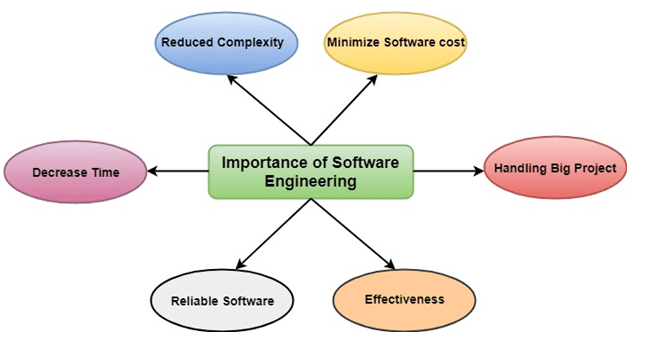 Reduced Complexity
Minimize Software cost
Decrease Time
Importance of Software
Engineering
Handling Big Project
Reliable Software
Effectiveness